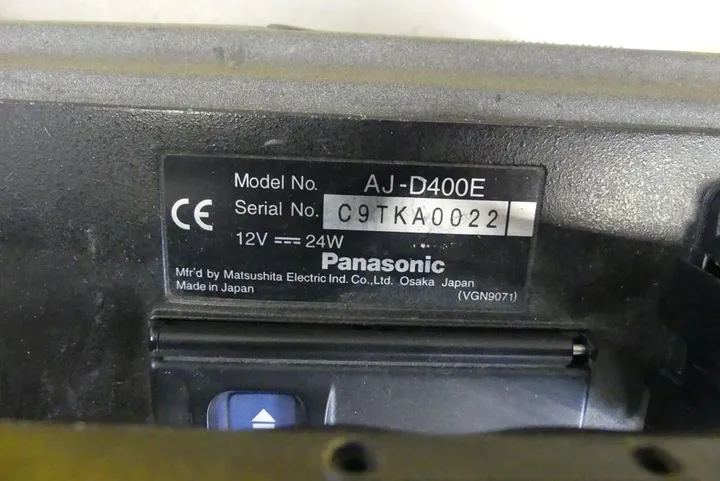 Model No. AJ-D400E
CE Serial No. C9TKA0022
12V ⎓ 24W
Panasonic
Mfr'd by Matsushita Electric Ind. Co.,Ltd. Osaka Japan
Made in Japan (VGN9071)